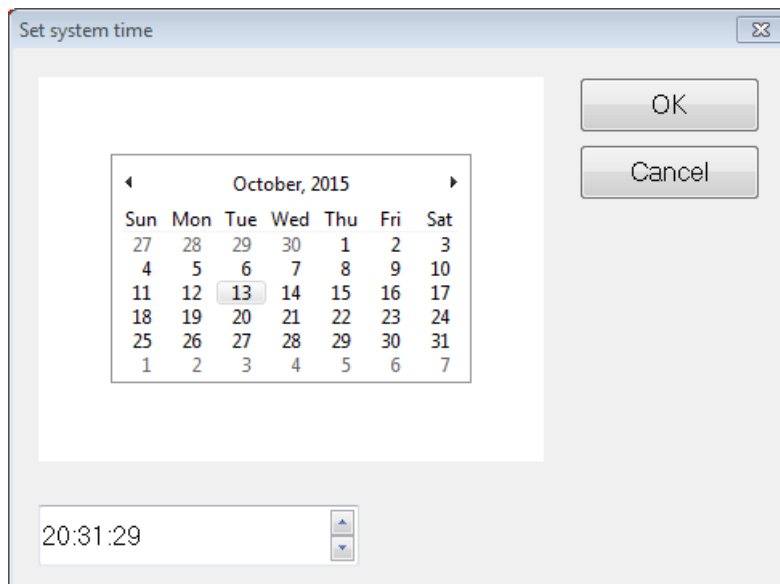 Set system time
OK
Cancel
October, 2015
Sun Mon Tue Wed Thu Fri Sat
27 28 29 30 1 2 3
4 5 6 7 8 9 10
11 12 13 14 15 16 17
18 19 20 21 22 23 24
25 26 27 28 29 30 31
1 2 3 4 5 6 7
20:31:29